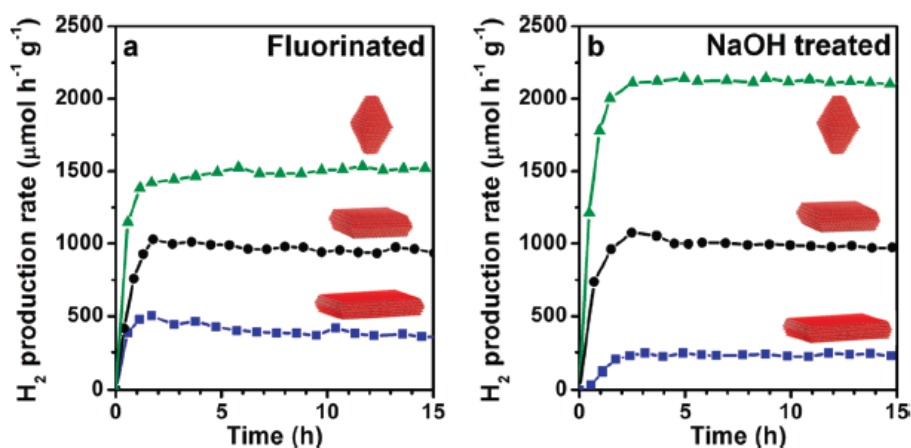 a Fluorinated
H₂ production rate (μmol h⁻¹ g⁻¹)
2500
2000
1500
1000
500
0
0 5 10 15
Time (h)
b NaOH treated
H₂ production rate (μmol h⁻¹ g⁻¹)
2500
2000
1500
1000
500
0
0 5 10 15
Time (h)